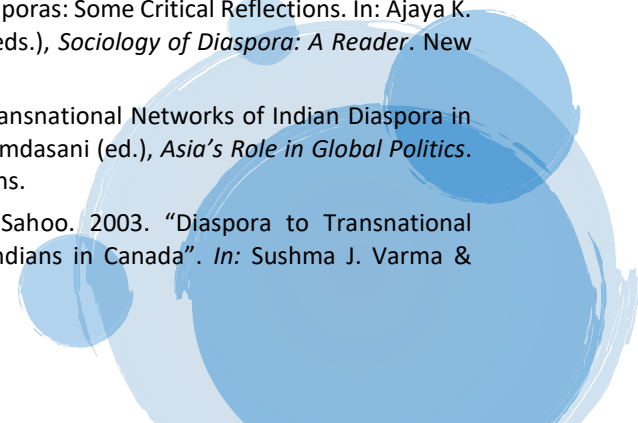 poras: Some Critical Reflections. In: Ajaya K.
eds.), Sociology of Diaspora: A Reader. New
ansnational Networks of Indian Diaspora in
mdasani (ed.), Asia’s Role in Global Politics.
ns.
Sahoo. 2003. “Diaspora to Transnational
ndians in Canada”. In: Sushma J. Varma &